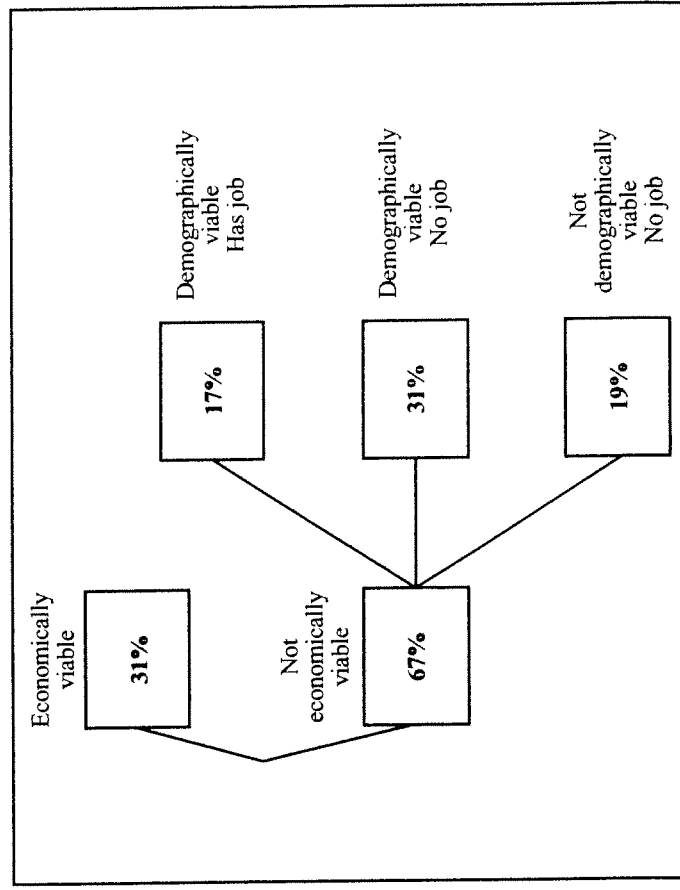 Economically
viable
31%
Not
economically
viable
67%
17%
Demographically
viable
Has job
31%
Demographically
viable
No job
19%
Not
demographically
viable
No job